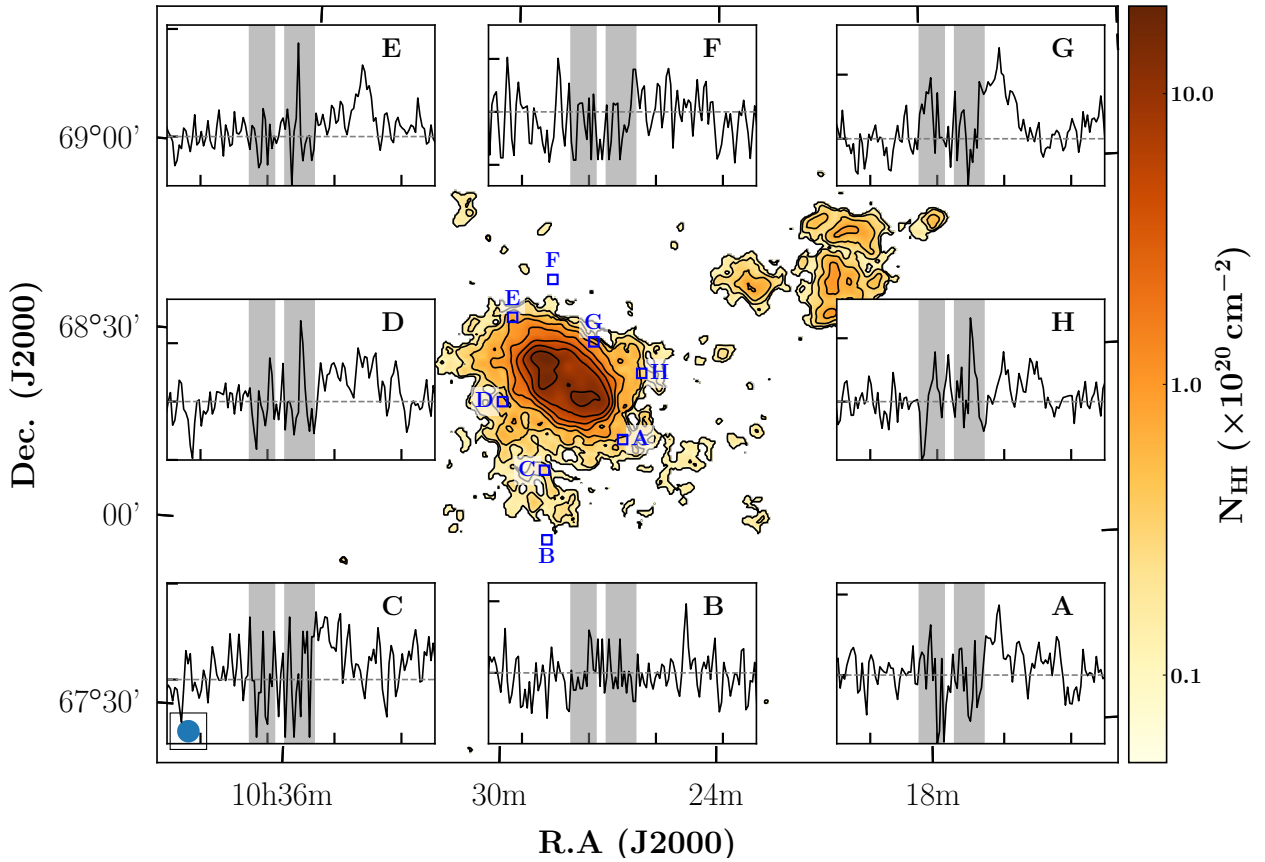 E
F
G
69°00'
10.0
F
E
G
68°30'
D
H
H
1.0
D
A
C
00'
B
C
B
A
67°30'
0.1
10h36m
30m
24m
18m
R.A (J2000)
Dec. (J2000)
N_HI (×10^20 cm^−2)